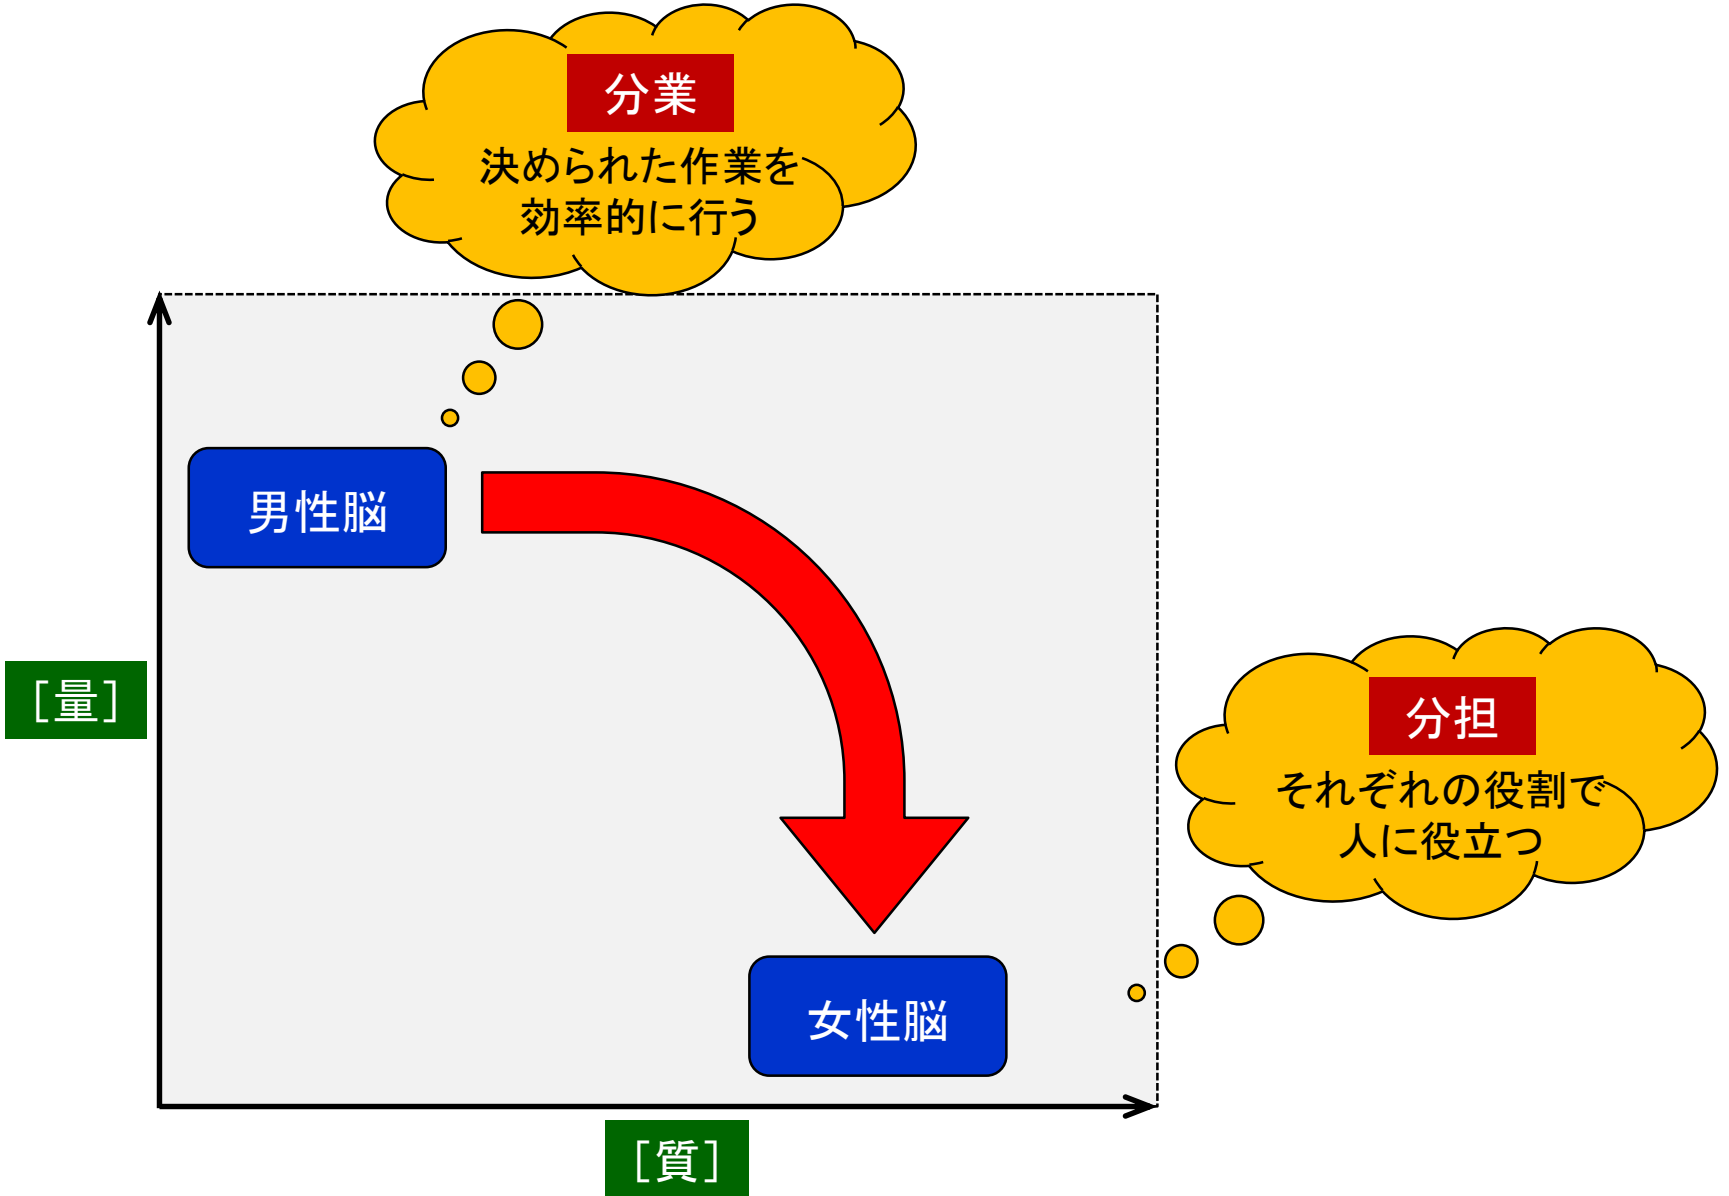 分業
決められた作業を
効率的に行う
男性脳
［量］
分担
それぞれの役割で
人に役立つ
女性脳
［質］